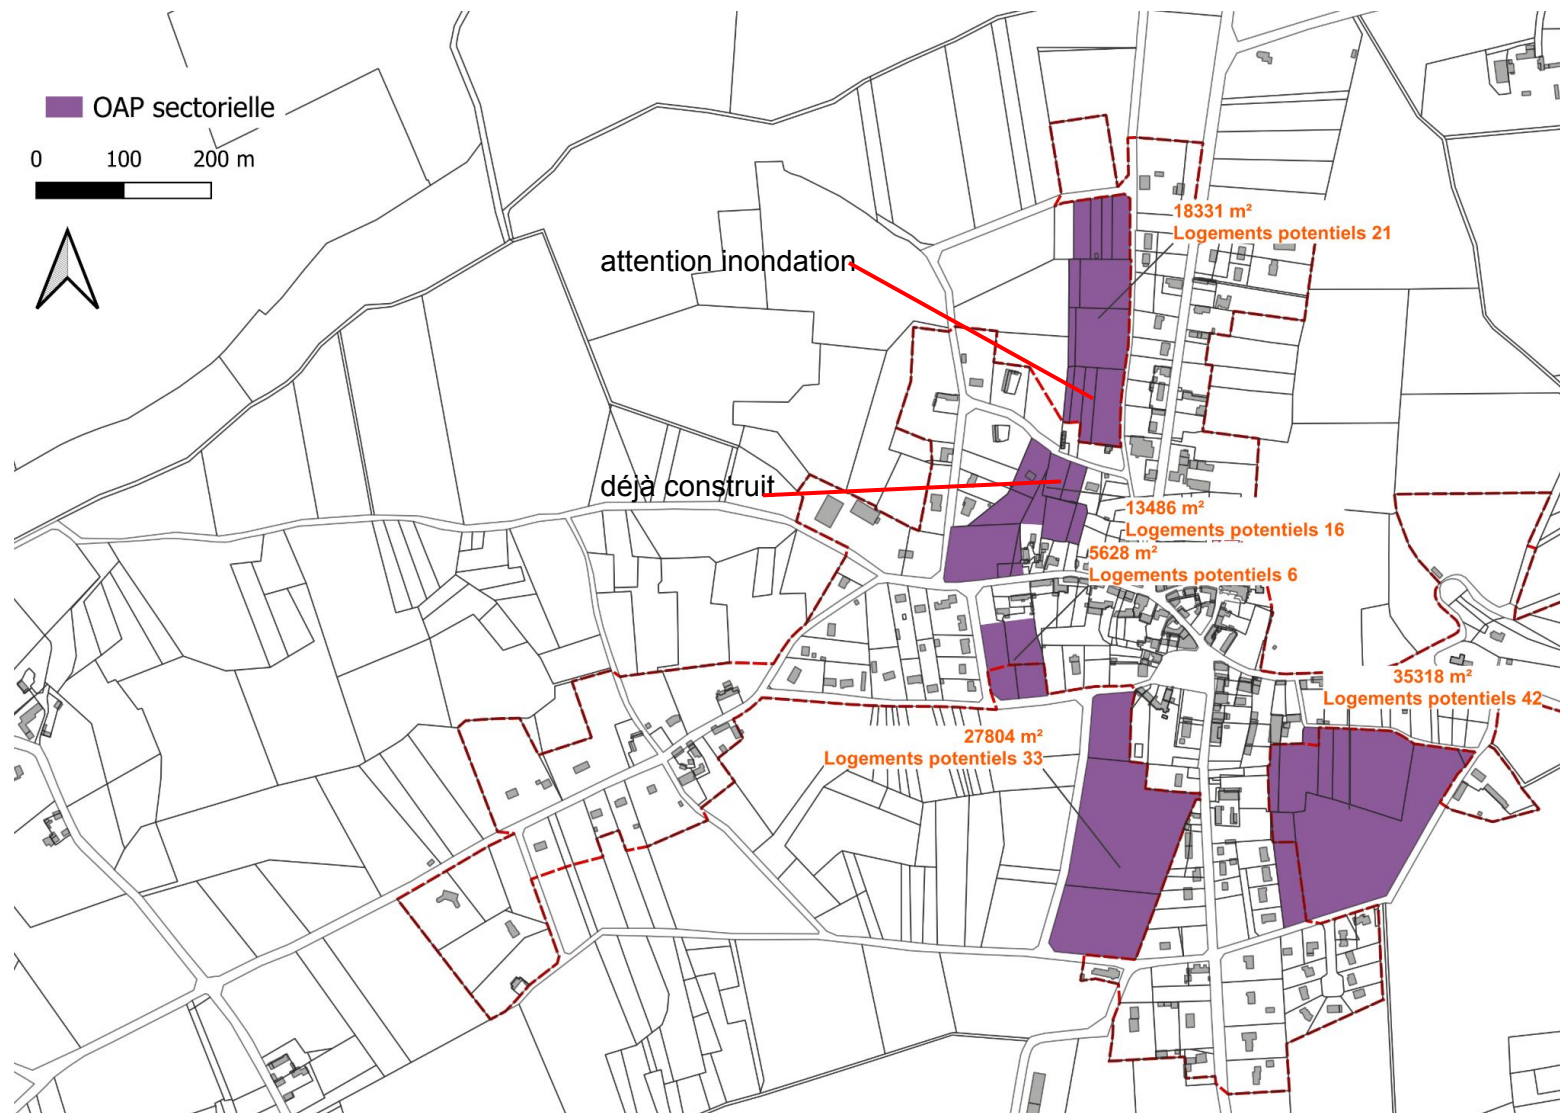 OAP sectorielle
0 100 200 m
18331 m²
Logements potentiels 21
attention inondation
déjà construit
13486 m²
Logements potentiels 16
5628 m²
Logements potentiels 6
35318 m²
Logements potentiels 42
27804 m²
Logements potentiels 33